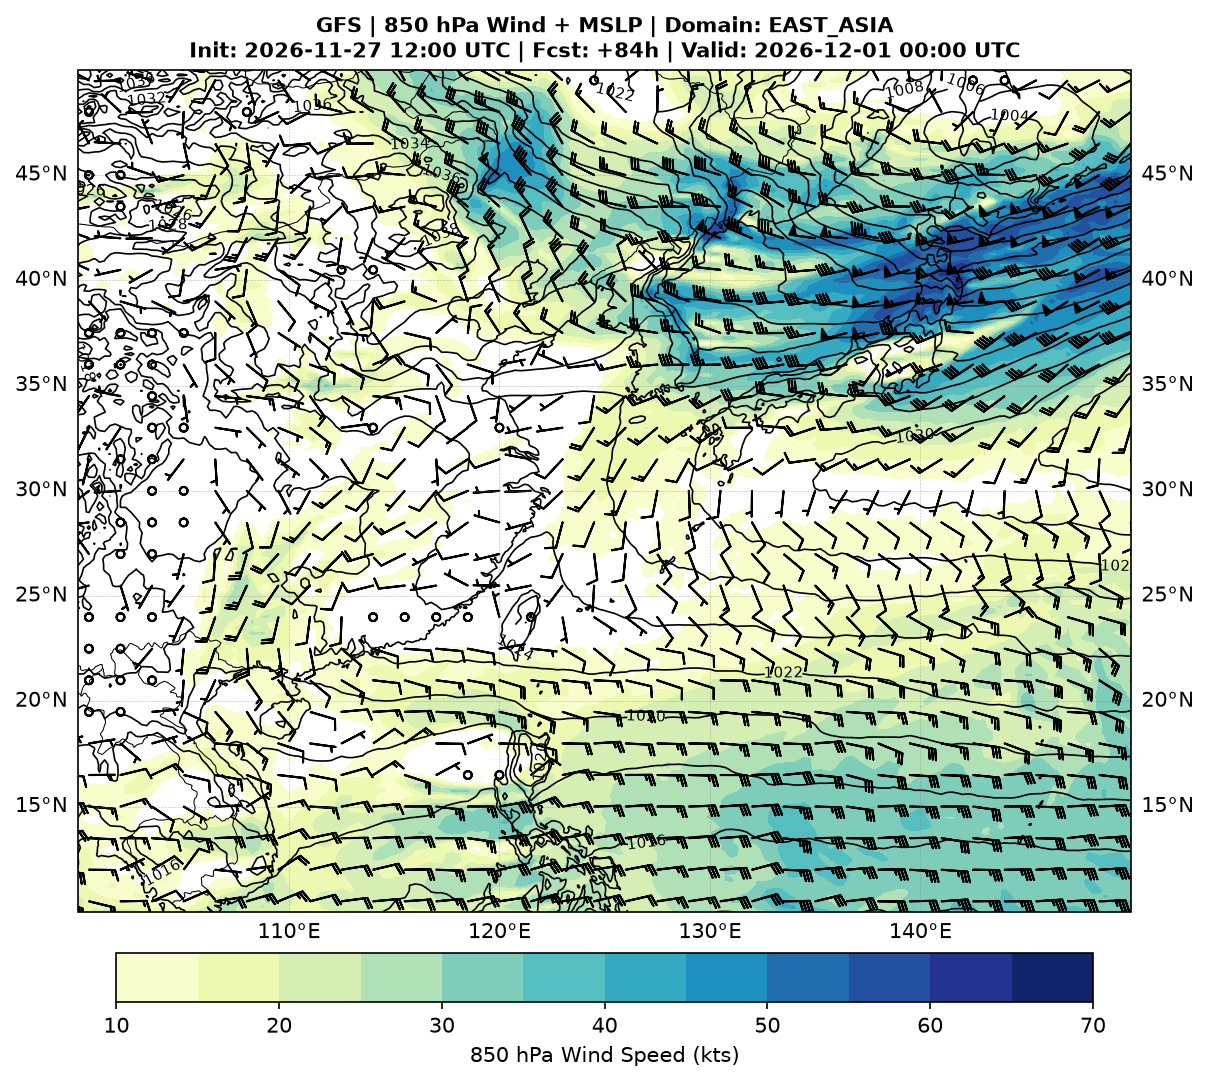 GFS | 850 hPa Wind + MSLP | Domain: EAST_ASIA
Init: 2026-11-27 12:00 UTC | Fcst: +84h | Valid: 2026-12-01 00:00 UTC
1032
1036
1022
1008
1006
1004
1034
1036
45°N
45°N
40°N
40°N
35°N
35°N
1020
30°N
30°N
102
25°N
25°N
1022
20°N
20°N
1020
15°N
15°N
1016
1016
110°E
120°E
130°E
140°E
10
20
30
40
50
60
70
850 hPa Wind Speed (kts)